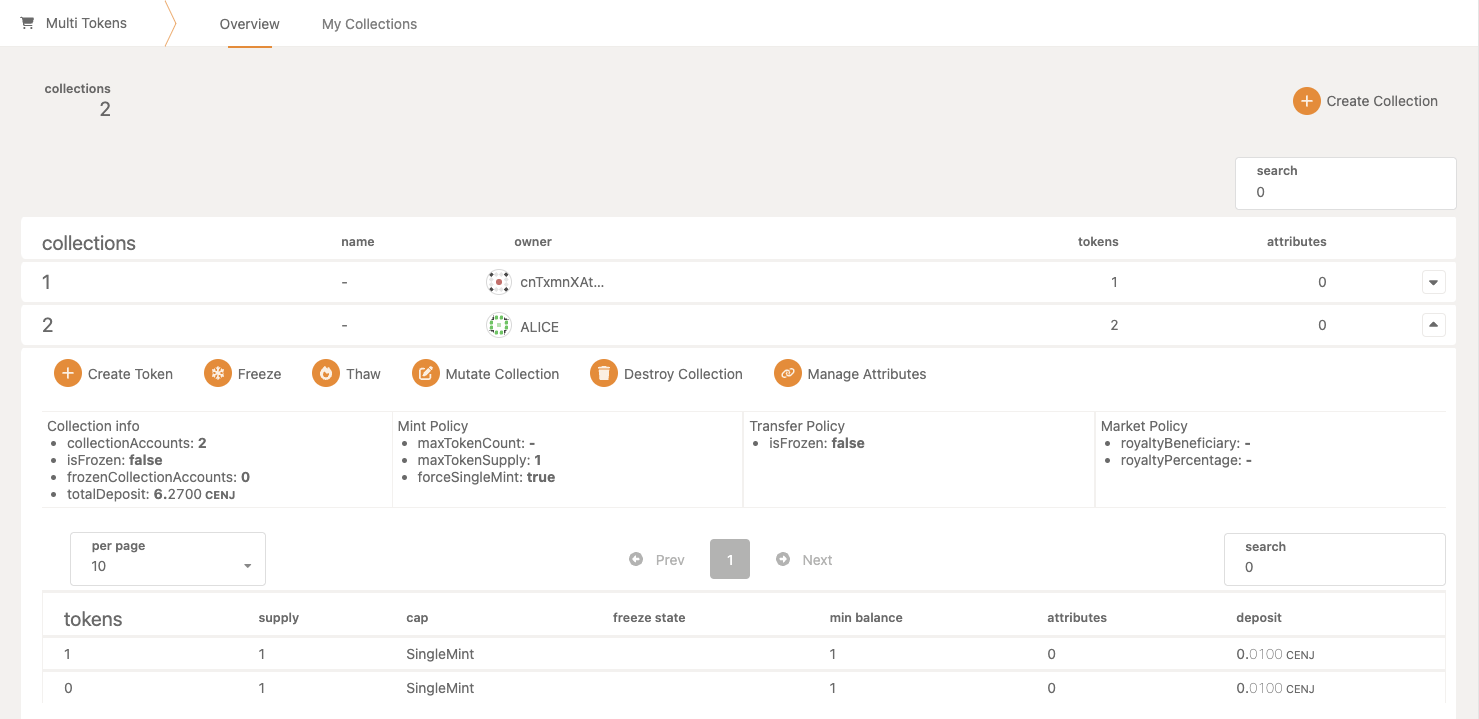 Multi Tokens Overview My Collections
collections
2
Create Collection
search
0
collections name owner tokens attributes
1 - cnTxmnXAt... 1 0
2 - ALICE 2 0
Create Token Freeze Thaw Mutate Collection Destroy Collection Manage Attributes
Collection info
• collectionAccounts: 2
• isFrozen: false
• frozenCollectionAccounts: 0
• totalDeposit: 6.2700 CENJ
Mint Policy
• maxTokenCount: -
• maxTokenSupply: 1
• forceSingleMint: true
Transfer Policy
• isFrozen: false
Market Policy
• royaltyBeneficiary: -
• royaltyPercentage: -
per page
10
Prev 1 Next
search
0
tokens supply cap freeze state min balance attributes deposit
1 1 SingleMint 1 0 0.0100 CENJ
0 1 SingleMint 1 0 0.0100 CENJ